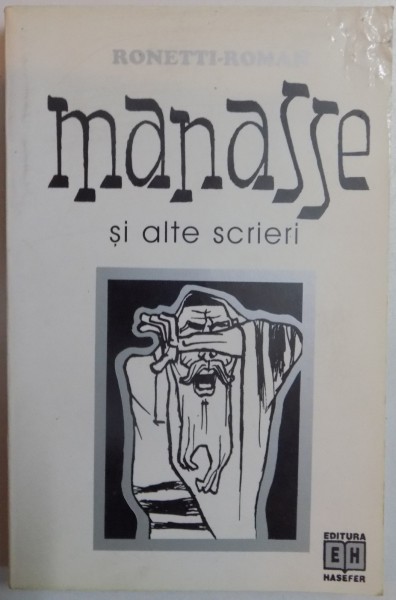 RONETTI-ROMAN
manasse
și alte scrieri
EDITURA
EH
HASEFER